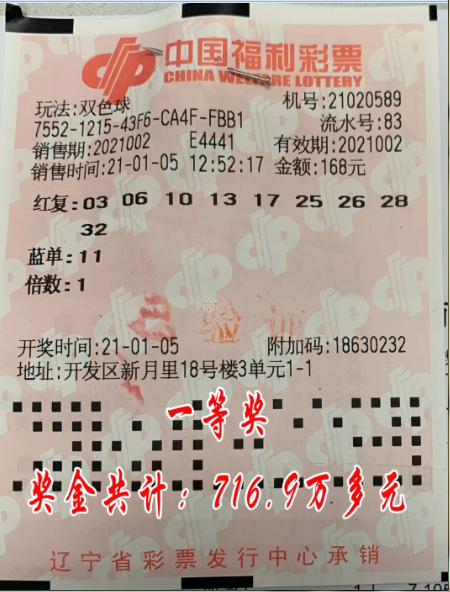 中国福利彩票
CHINA WELFARE LOTTERY
玩法:双色球 机号:21020589
7552-1215-43F6-CA4F-FBB1 流水号:83
销售期:2021002 E4441 有效期:2021002
销售时间:21-01-05 12:52:17 金额:168元
红复:03 06 10 13 17 25 26 28
32
蓝单:11
倍数:1
已验
开奖时间:21-01-05 附加码:18630232
地址:开发区新月里18号楼3单元1-1
一等奖
奖金共计：716.9万多元
辽宁省彩票发行中心承销